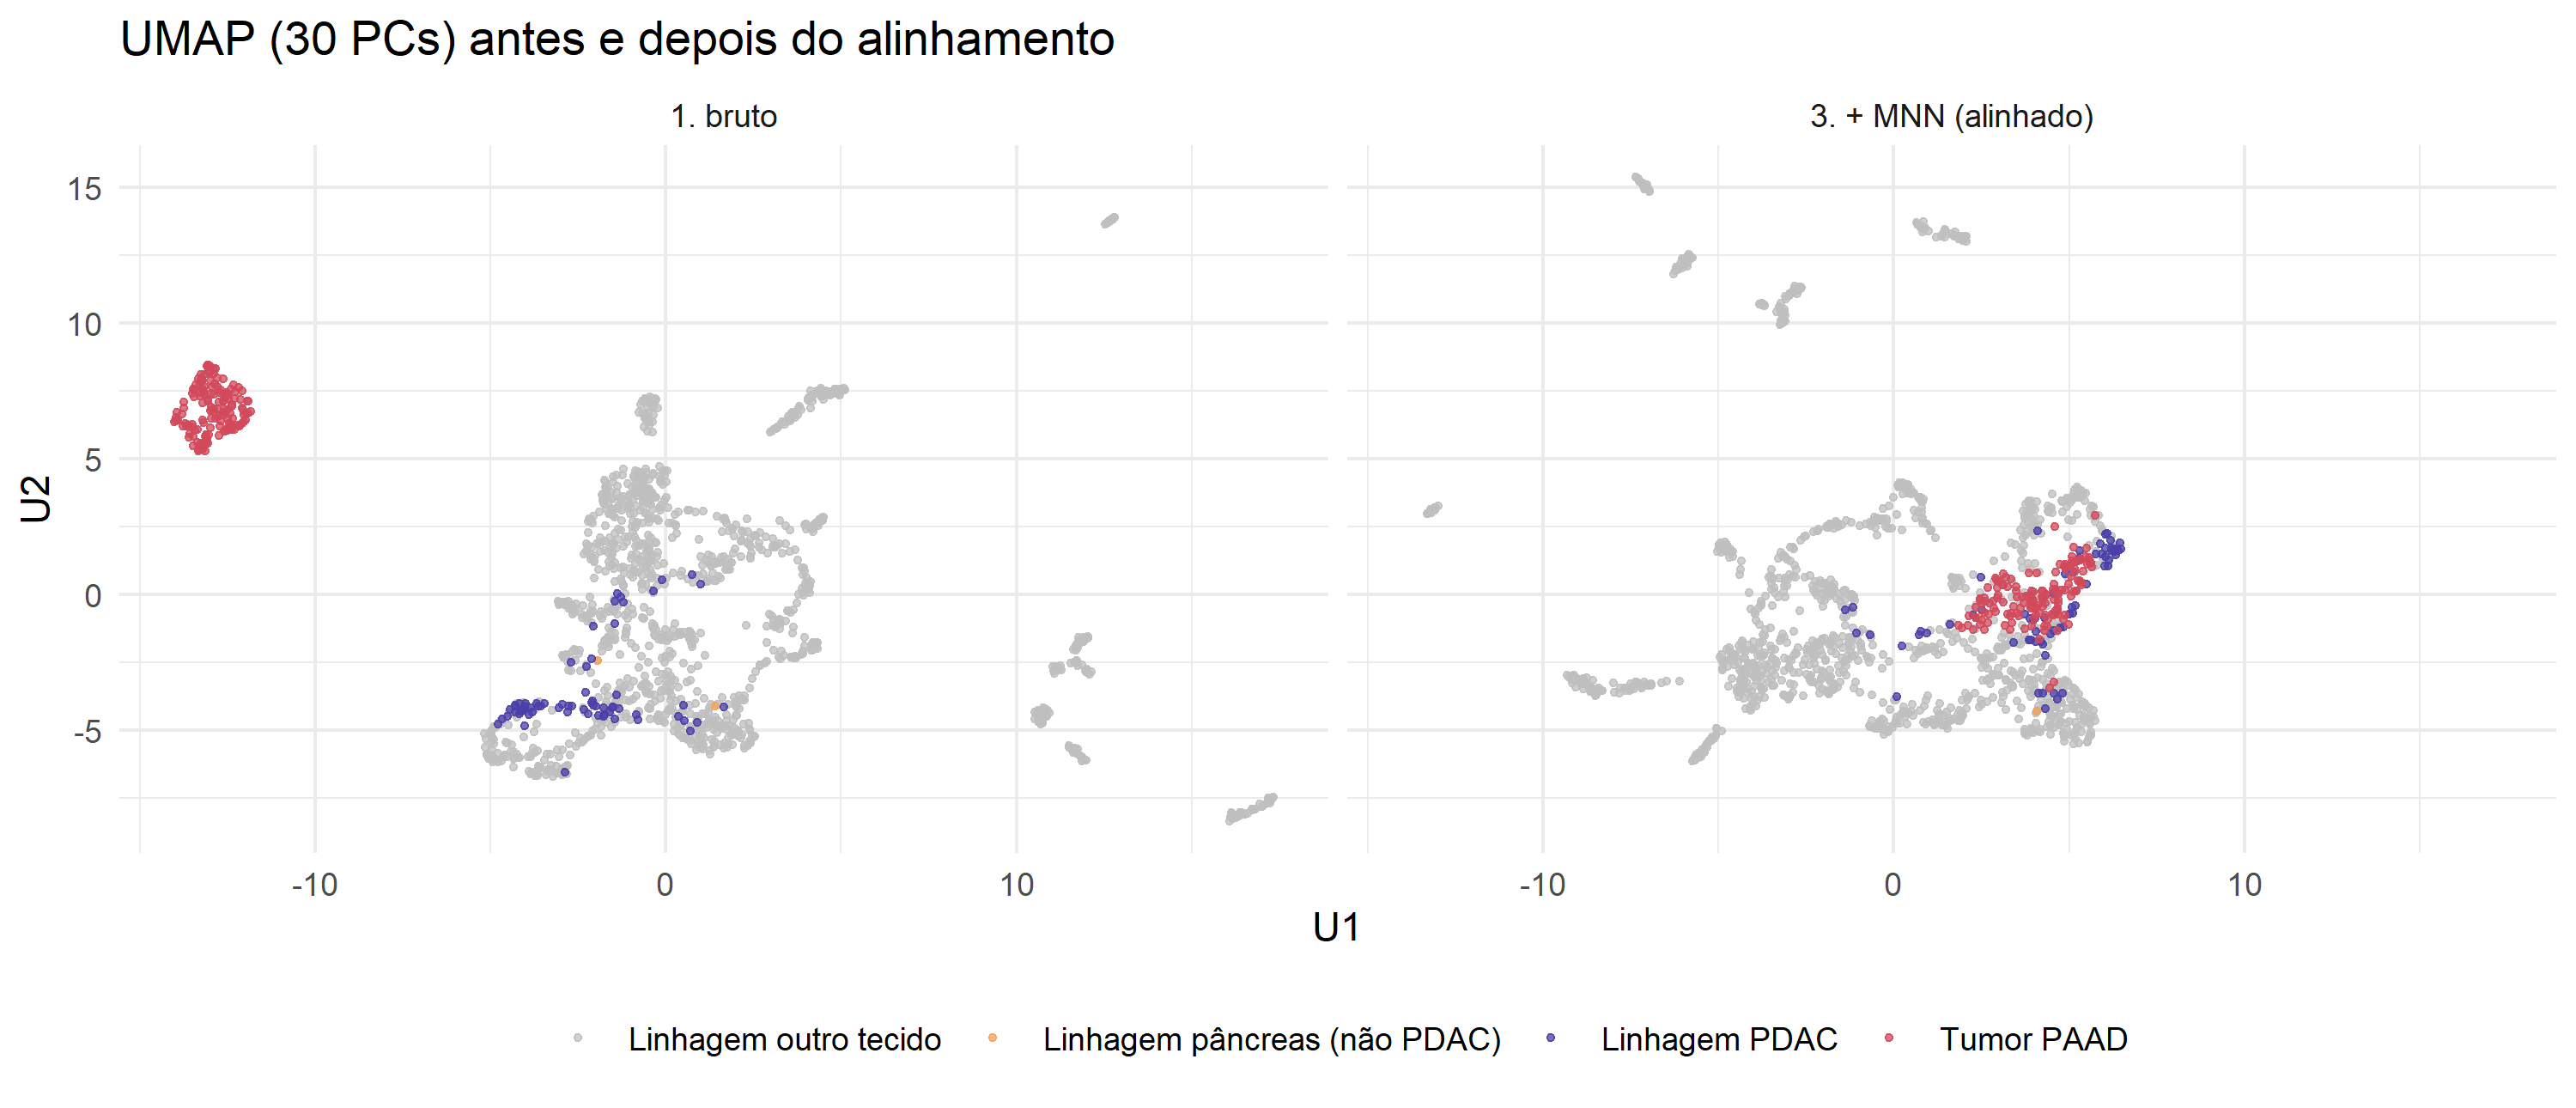 UMAP (30 PCs) antes e depois do alinhamento
1. bruto
3. + MNN (alinhado)
15
10
5
0
-5
U2
-10
0
10
-10
0
10
U1
Linhagem outro tecido
Linhagem pâncreas (não PDAC)
Linhagem PDAC
Tumor PAAD